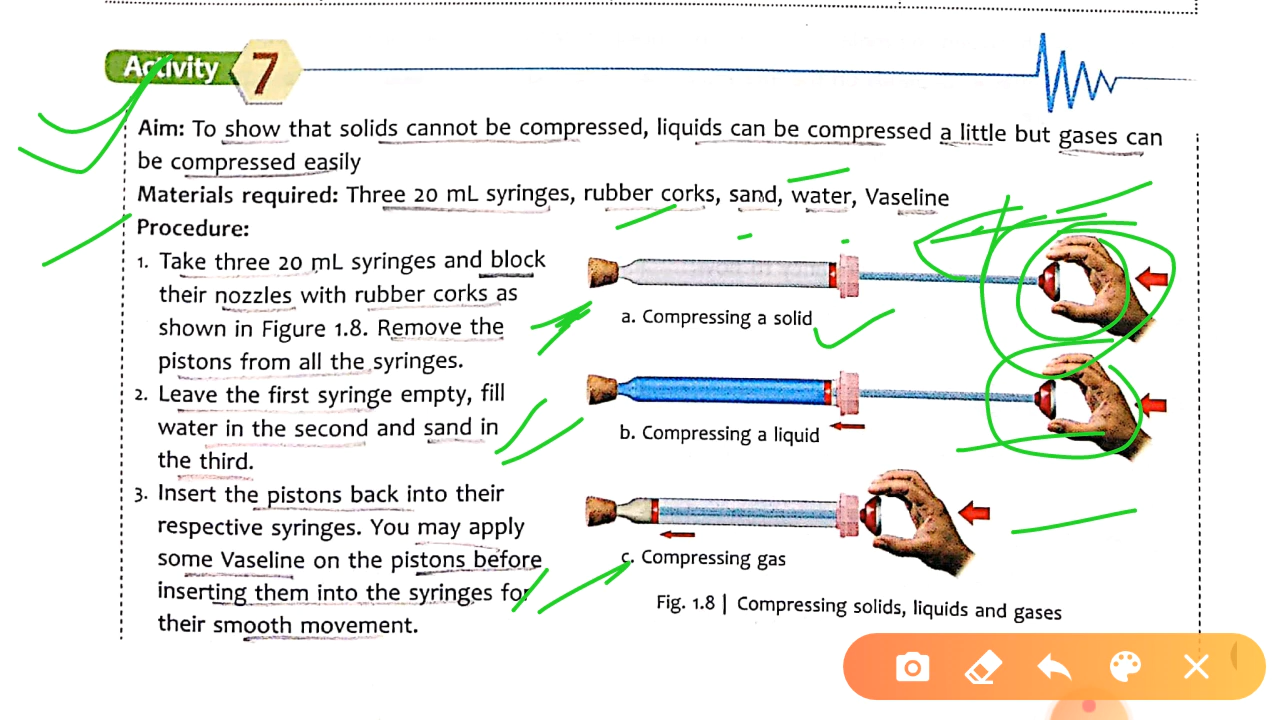 Activity 7
Aim: To show that solids cannot be compressed, liquids can be compressed a little but gases can
be compressed easily
Materials required: Three 20 mL syringes, rubber corks, sand, water, Vaseline
Procedure:
1. Take three 20 mL syringes and block
their nozzles with rubber corks as
shown in Figure 1.8. Remove the
pistons from all the syringes.
2. Leave the first syringe empty, fill
water in the second and sand in
the third.
3. Insert the pistons back into their
respective syringes. You may apply
some Vaseline on the pistons before
inserting them into the syringes for
their smooth movement.
a. Compressing a solid
b. Compressing a liquid
c. Compressing gas
Fig. 1.8 | Compressing solids, liquids and gases